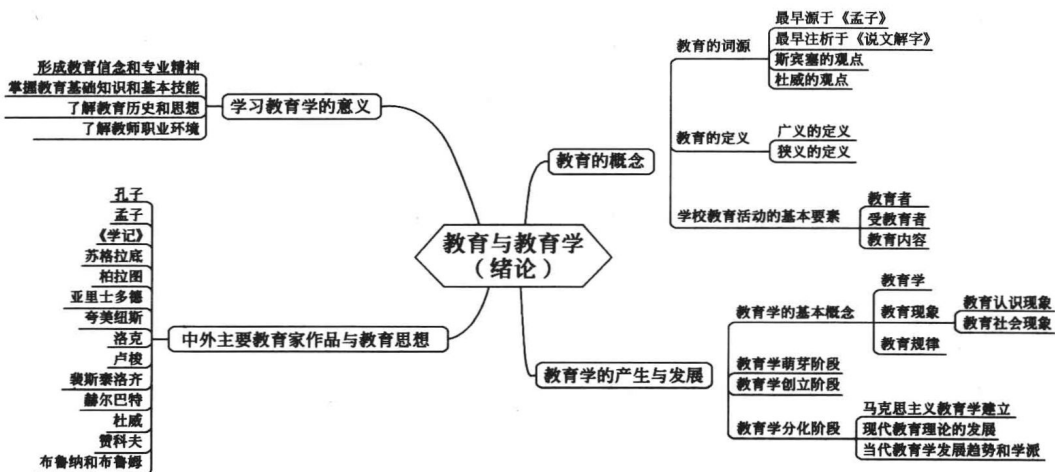 教育与教育学
（绪论）
教育的概念
教育的词源
最早源于《孟子》
最早注析于《说文解字》
斯宾塞的观点
杜威的观点
教育的定义
广义的定义
狭义的定义
学校教育活动的基本要素
教育者
受教育者
教育内容
教育学的产生与发展
教育学的基本概念
教育学
教育现象
教育认识现象
教育社会现象
教育规律
教育学萌芽阶段
教育学创立阶段
教育学分化阶段
马克思主义教育学建立
现代教育理论的发展
当代教育学发展趋势和学派
学习教育学的意义
形成教育信念和专业精神
掌握教育基础知识和基本技能
了解教育历史和思想
了解教师职业环境
中外主要教育家作品与教育思想
孔子
孟子
《学记》
苏格拉底
柏拉图
亚里士多德
夸美纽斯
洛克
卢梭
裴斯泰洛齐
赫尔巴特
杜威
赞科夫
布鲁纳和布鲁姆